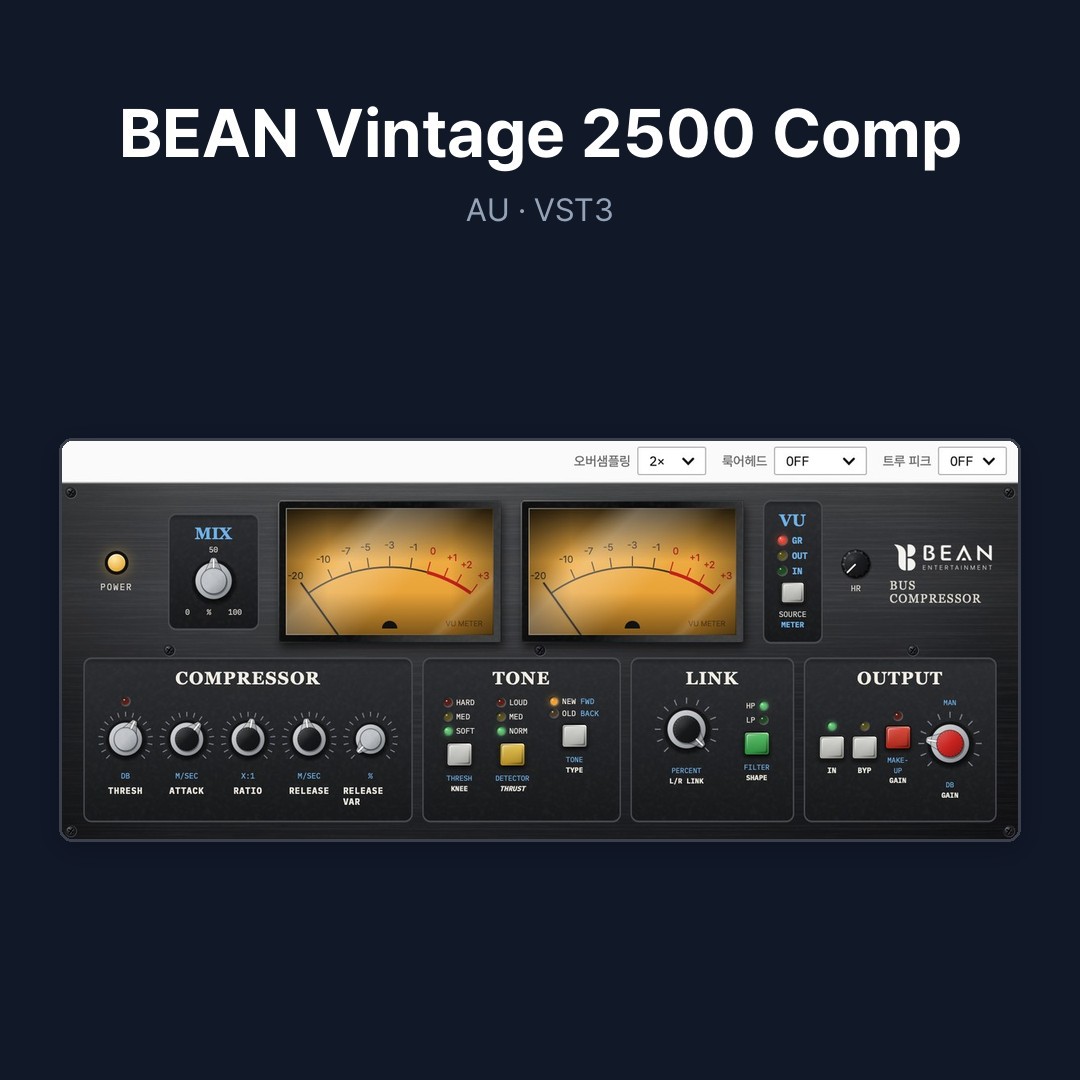 BEAN Vintage 2500 Comp
AU · VST3
오버샘플링 2× 룩어헤드 OFF 트루 피크 OFF
POWER
MIX
50
0 % 100
-20 -10 -7 -5 -3 -1 0 +1 +2 +3
VU METER
-20 -10 -7 -5 -3 -1 0 +1 +2 +3
VU METER
VU
GR
OUT
IN
SOURCE
METER
HR
BEAN
ENTERTAINMENT
BUS
COMPRESSOR
COMPRESSOR
DB M/SEC X:1 M/SEC %
THRESH ATTACK RATIO RELEASE RELEASE
VAR
TONE
HARD
MED
SOFT
THRESH
KNEE
LOUD
MED
NORM
DETECTOR
THRUST
NEW FWD
OLD BACK
TONE
TYPE
LINK
PERCENT
L/R LINK
HP
LP
FILTER
SHAPE
OUTPUT
IN
BYP
MAKE-
UP
GAIN
MAN
DB
GAIN